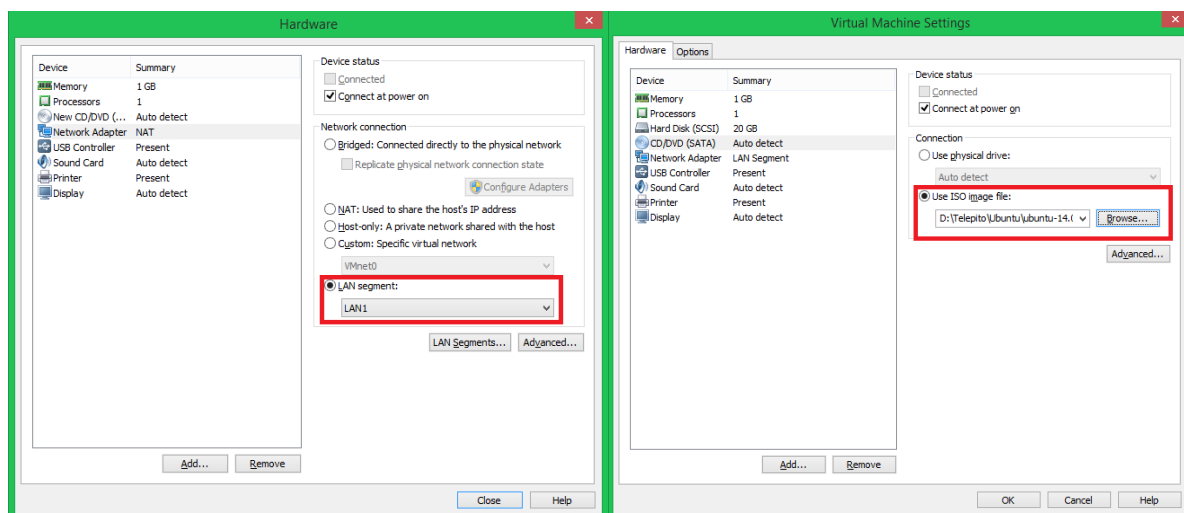 Hardware
Device Summary
Memory 1 GB
Processors 1
New CD/DVD (... Auto detect
Network Adapter NAT
USB Controller Present
Sound Card Auto detect
Printer Present
Display Auto detect
Add... Remove
Device status
Connected
Connect at power on
Network connection
Bridged: Connected directly to the physical network
Replicate physical network connection state
Configure Adapters
NAT: Used to share the host's IP address
Host-only: A private network shared with the host
Custom: Specific virtual network
VMnet0
LAN segment:
LAN1
LAN Segments... Advanced...
Close Help
Virtual Machine Settings
Hardware Options
Device Summary
Memory 1 GB
Processors 1
Hard Disk (SCSI) 20 GB
CD/DVD (SATA) Auto detect
Network Adapter LAN Segment
USB Controller Present
Sound Card Auto detect
Printer Present
Display Auto detect
Add... Remove
Device status
Connected
Connect at power on
Connection
Use physical drive:
Auto detect
Use ISO image file:
D:\Telepito\Ubuntu\ubuntu-14.( Browse...
Advanced...
OK Cancel Help